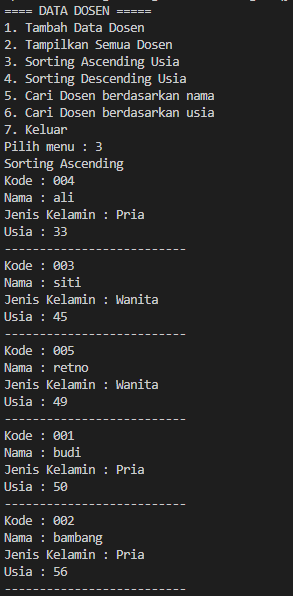 ==== DATA DOSEN =====
1. Tambah Data Dosen
2. Tampilkan Semua Dosen
3. Sorting Ascending Usia
4. Sorting Descending Usia
5. Cari Dosen berdasarkan nama
6. Cari Dosen berdasarkan usia
7. Keluar
Pilih menu : 3
Sorting Ascending
Kode : 004
Nama : ali
Jenis Kelamin : Pria
Usia : 33
--------------------------
Kode : 003
Nama : siti
Jenis Kelamin : Wanita
Usia : 45
--------------------------
Kode : 005
Nama : retno
Jenis Kelamin : Wanita
Usia : 49
--------------------------
Kode : 001
Nama : budi
Jenis Kelamin : Pria
Usia : 50
--------------------------
Kode : 002
Nama : bambang
Jenis Kelamin : Pria
Usia : 56
--------------------------